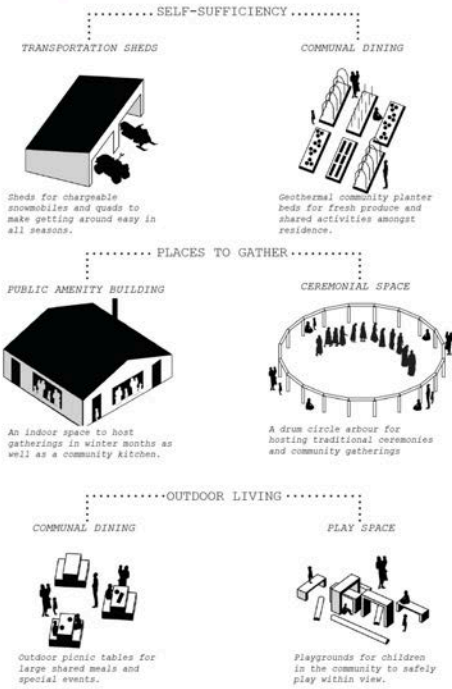 SELF-SUFFICIENCY
TRANSPORTATION SHEDS
COMMUNAL DINING
Sheds for chargeable
snowmobiles and quads to
make getting around easy in
all seasons.
Geothermal community planter
beds for fresh produce and
shared activities amongst
residence.
PLACES TO GATHER
PUBLIC AMENITY BUILDING
CEREMONIAL SPACE
An indoor space to host
gatherings in winter months as
well as a community kitchen.
A drum circle arbour for
hosting traditional ceremonies
and community gatherings
OUTDOOR LIVING
COMMUNAL DINING
PLAY SPACE
Outdoor picnic tables for
large shared meals and
special events.
Playgrounds for children
in the community to safely
play within view.